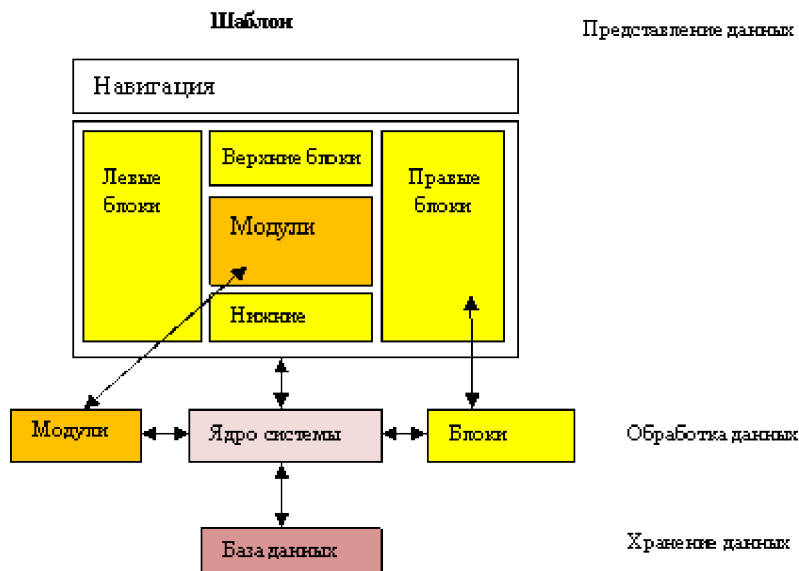 Шаблон
Представление данных
Навигация
Левые
блоки
Верхние блоки
Правые
блоки
Модули
Нижние
Модули
Ядро системы
Блоки
Обработка данных
База данных
Хранение данных